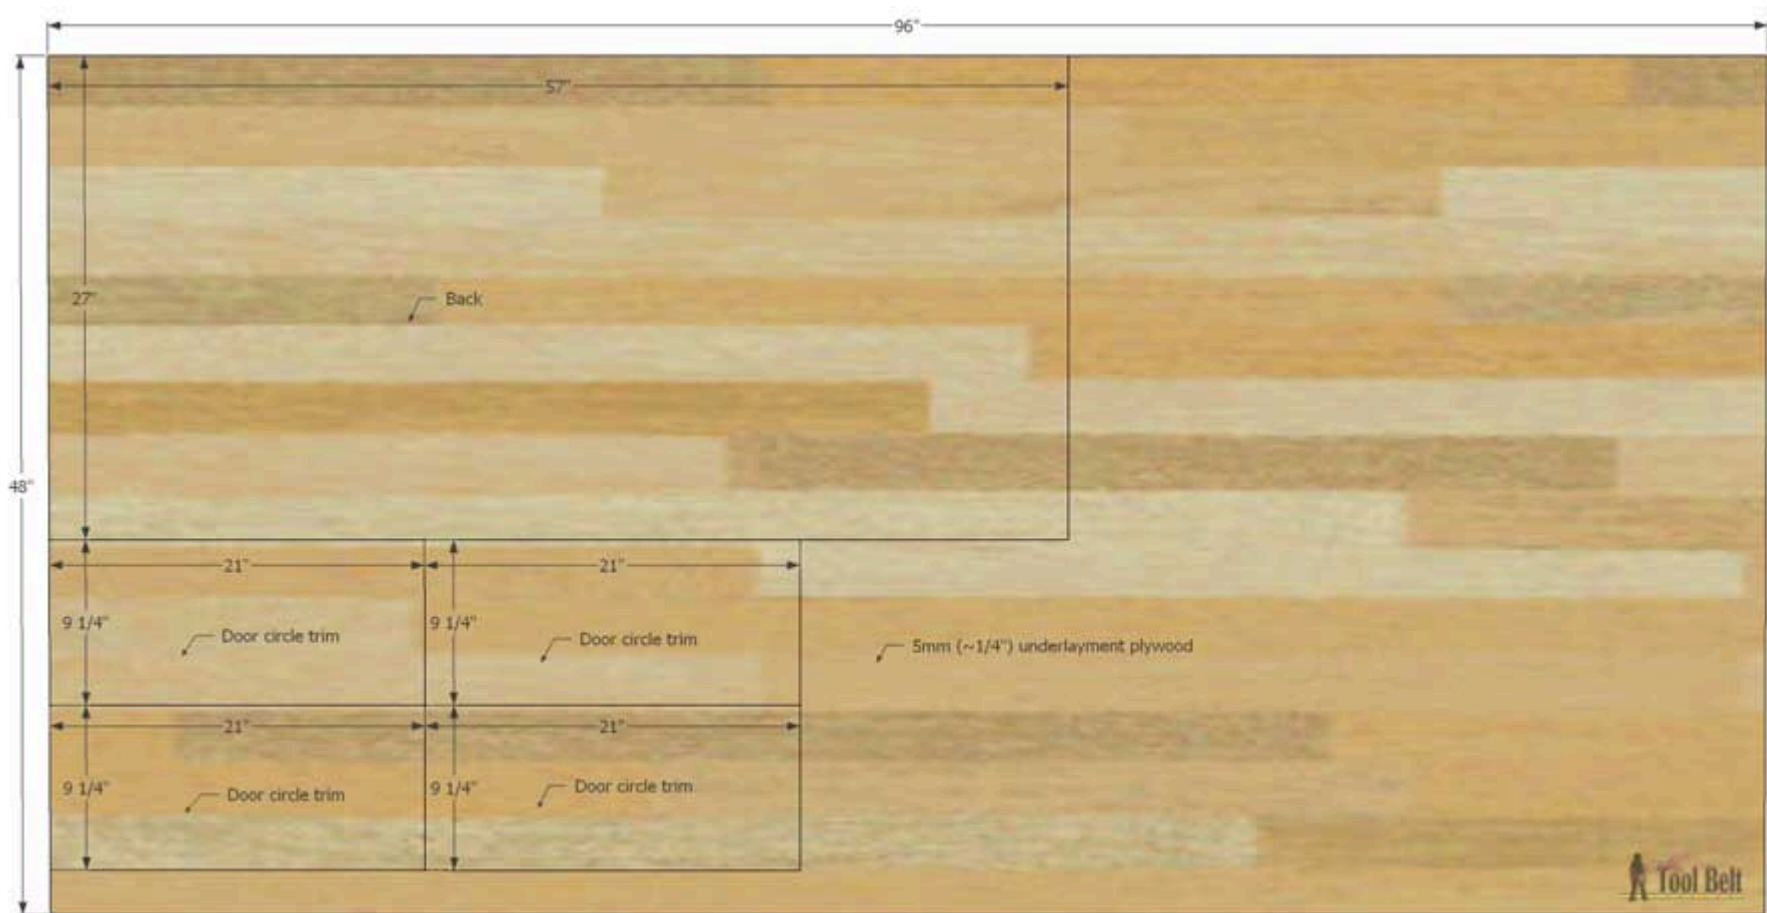 96"
57"
27"
Back
48"
21"
21"
9 1/4"
9 1/4"
Door circle trim
Door circle trim
5mm (~1/4") underlayment plywood
21"
21"
9 1/4"
9 1/4"
Door circle trim
Door circle trim
Tool Belt